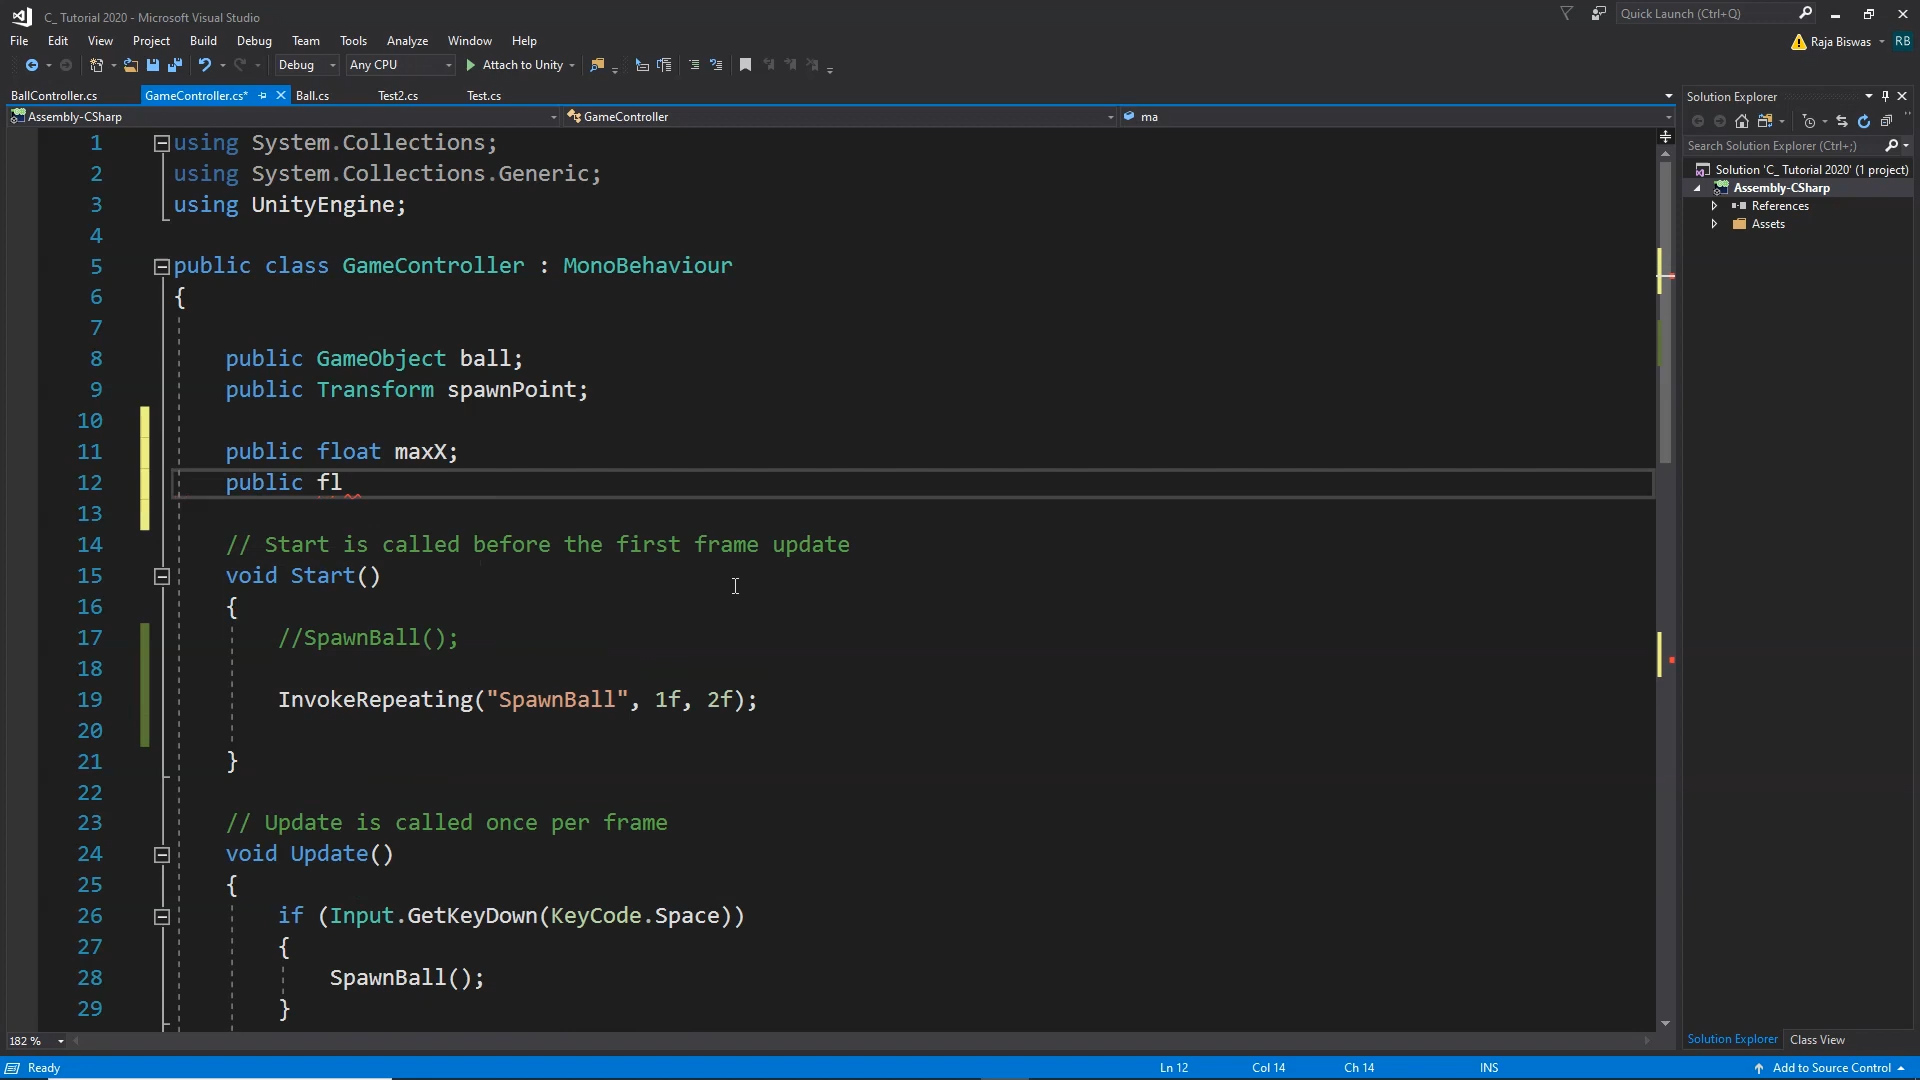 C_ Tutorial 2020 - Microsoft Visual Studio
Quick Launch (Ctrl+Q)
File Edit View Project Build Debug Team Tools Analyze Window Help
Raja Biswas RB
Debug Any CPU Attach to Unity
BallController.cs GameController.cs* Ball.cs Test2.cs Test.cs
Assembly-CSharp GameController ma
1 using System.Collections;
2 using System.Collections.Generic;
3 using UnityEngine;
4
5 public class GameController : MonoBehaviour
6 {
7
8 public GameObject ball;
9 public Transform spawnPoint;
10
11 public float maxX;
12 public fl
13
14 // Start is called before the first frame update
15 void Start()
16 {
17 //SpawnBall();
18
19 InvokeRepeating("SpawnBall", 1f, 2f);
20
21 }
22
23 // Update is called once per frame
24 void Update()
25 {
26 if (Input.GetKeyDown(KeyCode.Space))
27 {
28 SpawnBall();
29 }
182 %
Solution Explorer
Search Solution Explorer (Ctrl+;)
Solution 'C_ Tutorial 2020' (1 project)
Assembly-CSharp
References
Assets
Solution Explorer Class View
Ready Ln 12 Col 14 Ch 14 INS Add to Source Control